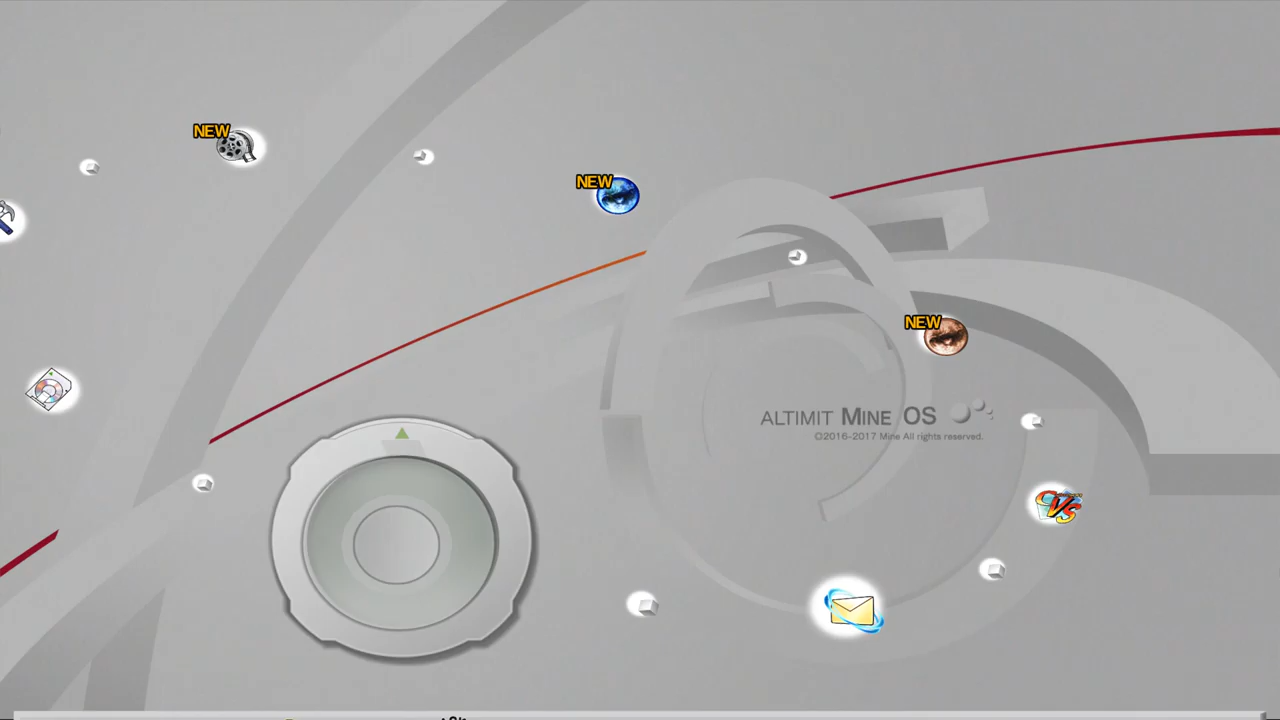 NEW
NEW
NEW
ALTIMIT MINE OS
©2016-2017 Mine All rights reserved.
VS